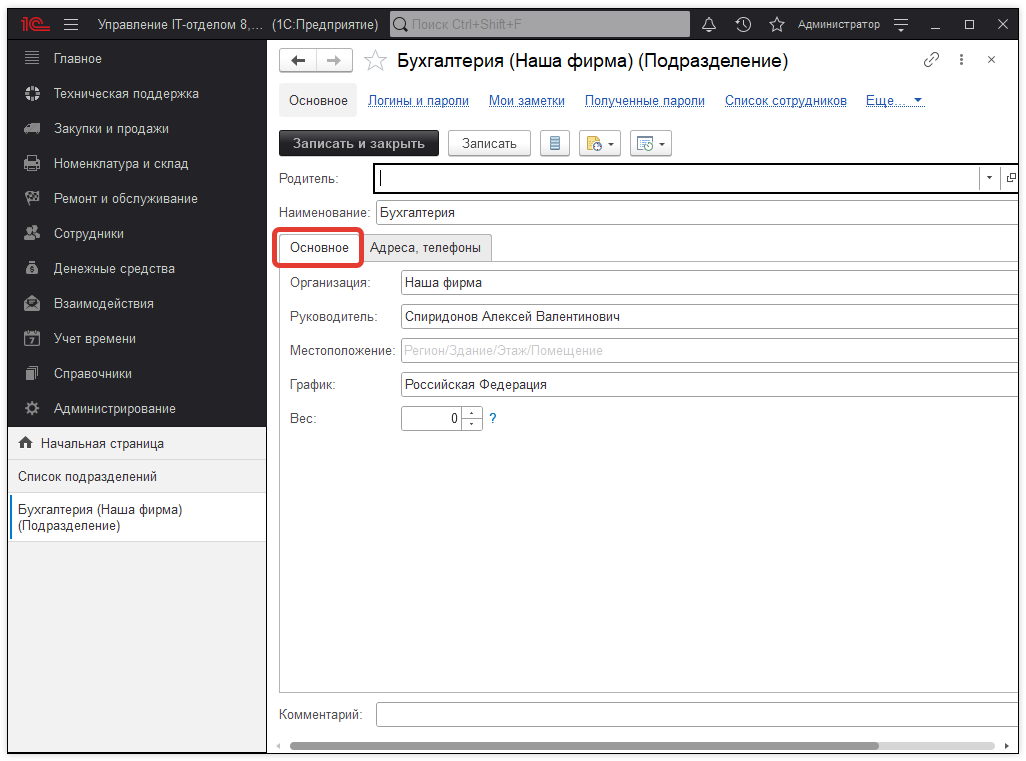 1С Управление IT-отделом 8,... (1С:Предприятие) Поиск Ctrl+Shift+F Администратор
Главное
Техническая поддержка
Закупки и продажи
Номенклатура и склад
Ремонт и обслуживание
Сотрудники
Денежные средства
Взаимодействия
7 Учет времени
Справочники
Администрирование
Начальная страница
Список подразделений
Бухгалтерия (Наша фирма)
(Подразделение)
Бухгалтерия (Наша фирма) (Подразделение)
Основное Логины и пароли Мои заметки Полученные пароли Список сотрудников Еще...
Записать и закрыть Записать
Родитель:
Наименование: Бухгалтерия
Основное Адреса, телефоны
Организация: Наша фирма
Руководитель: Спиридонов Алексей Валентинович
Местоположение: Регион/Здание/Этаж/Помещение
График: Российская Федерация
Вес: 0 ?
Комментарий: